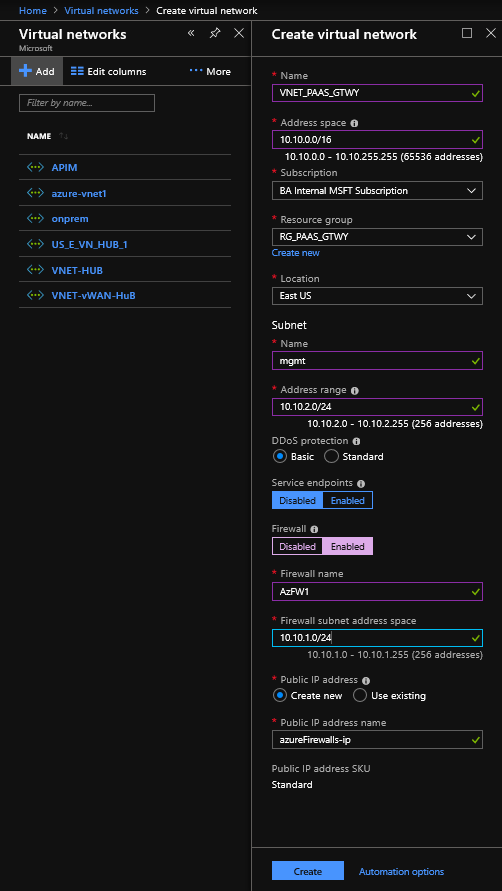 Home > Virtual networks > Create virtual network
Virtual networks
Microsoft
Add
Edit columns
More
Filter by name...
NAME
APIM
azure-vnet1
onprem
US_E_VN_HUB_1
VNET-HUB
VNET-vWAN-HuB
Create virtual network
* Name
VNET_PAAS_GTWY
* Address space
10.10.0.0/16
10.10.0.0 - 10.10.255.255 (65536 addresses)
* Subscription
BA Internal MSFT Subscription
* Resource group
RG_PAAS_GTWY
Create new
* Location
East US
Subnet
* Name
mgmt
* Address range
10.10.2.0/24
10.10.2.0 - 10.10.2.255 (256 addresses)
DDoS protection
Basic Standard
Service endpoints
Disabled Enabled
Firewall
Disabled Enabled
* Firewall name
AzFW1
* Firewall subnet address space
10.10.1.0/24
10.10.1.0 - 10.10.1.255 (256 addresses)
* Public IP address
Create new Use existing
* Public IP address name
azureFirewalls-ip
Public IP address SKU
Standard
Create Automation options